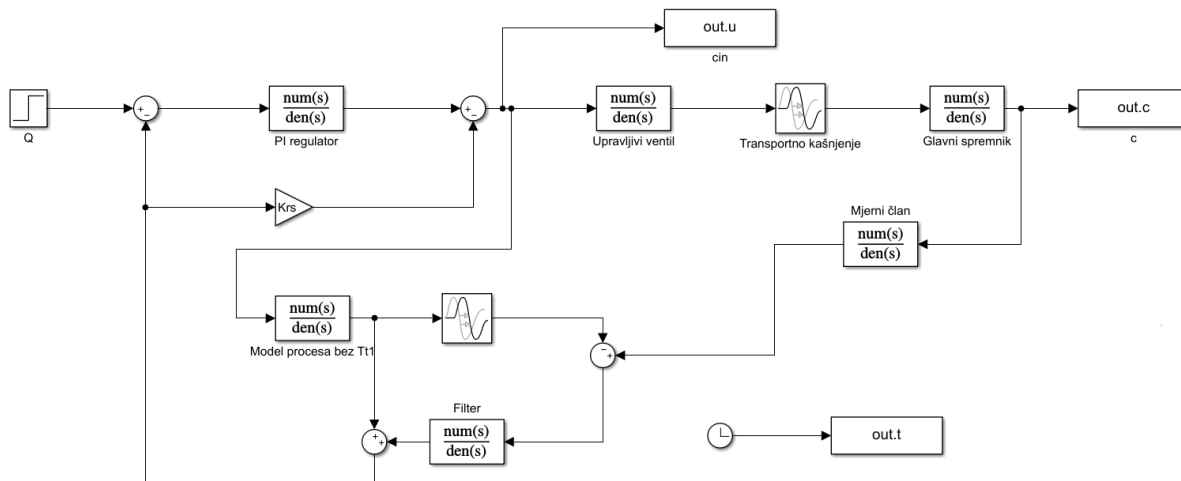 out.u
cin
Q
+
−
num(s)
den(s)
PI regulator
+
−
num(s)
den(s)
Upravljivi ventil
Transportno kašnjenje
num(s)
den(s)
Glavni spremnik
out.c
c
Krs
Mjerni član
num(s)
den(s)
num(s)
den(s)
Model procesa bez Tt1
−
+
Filter
num(s)
den(s)
+
+
out.t